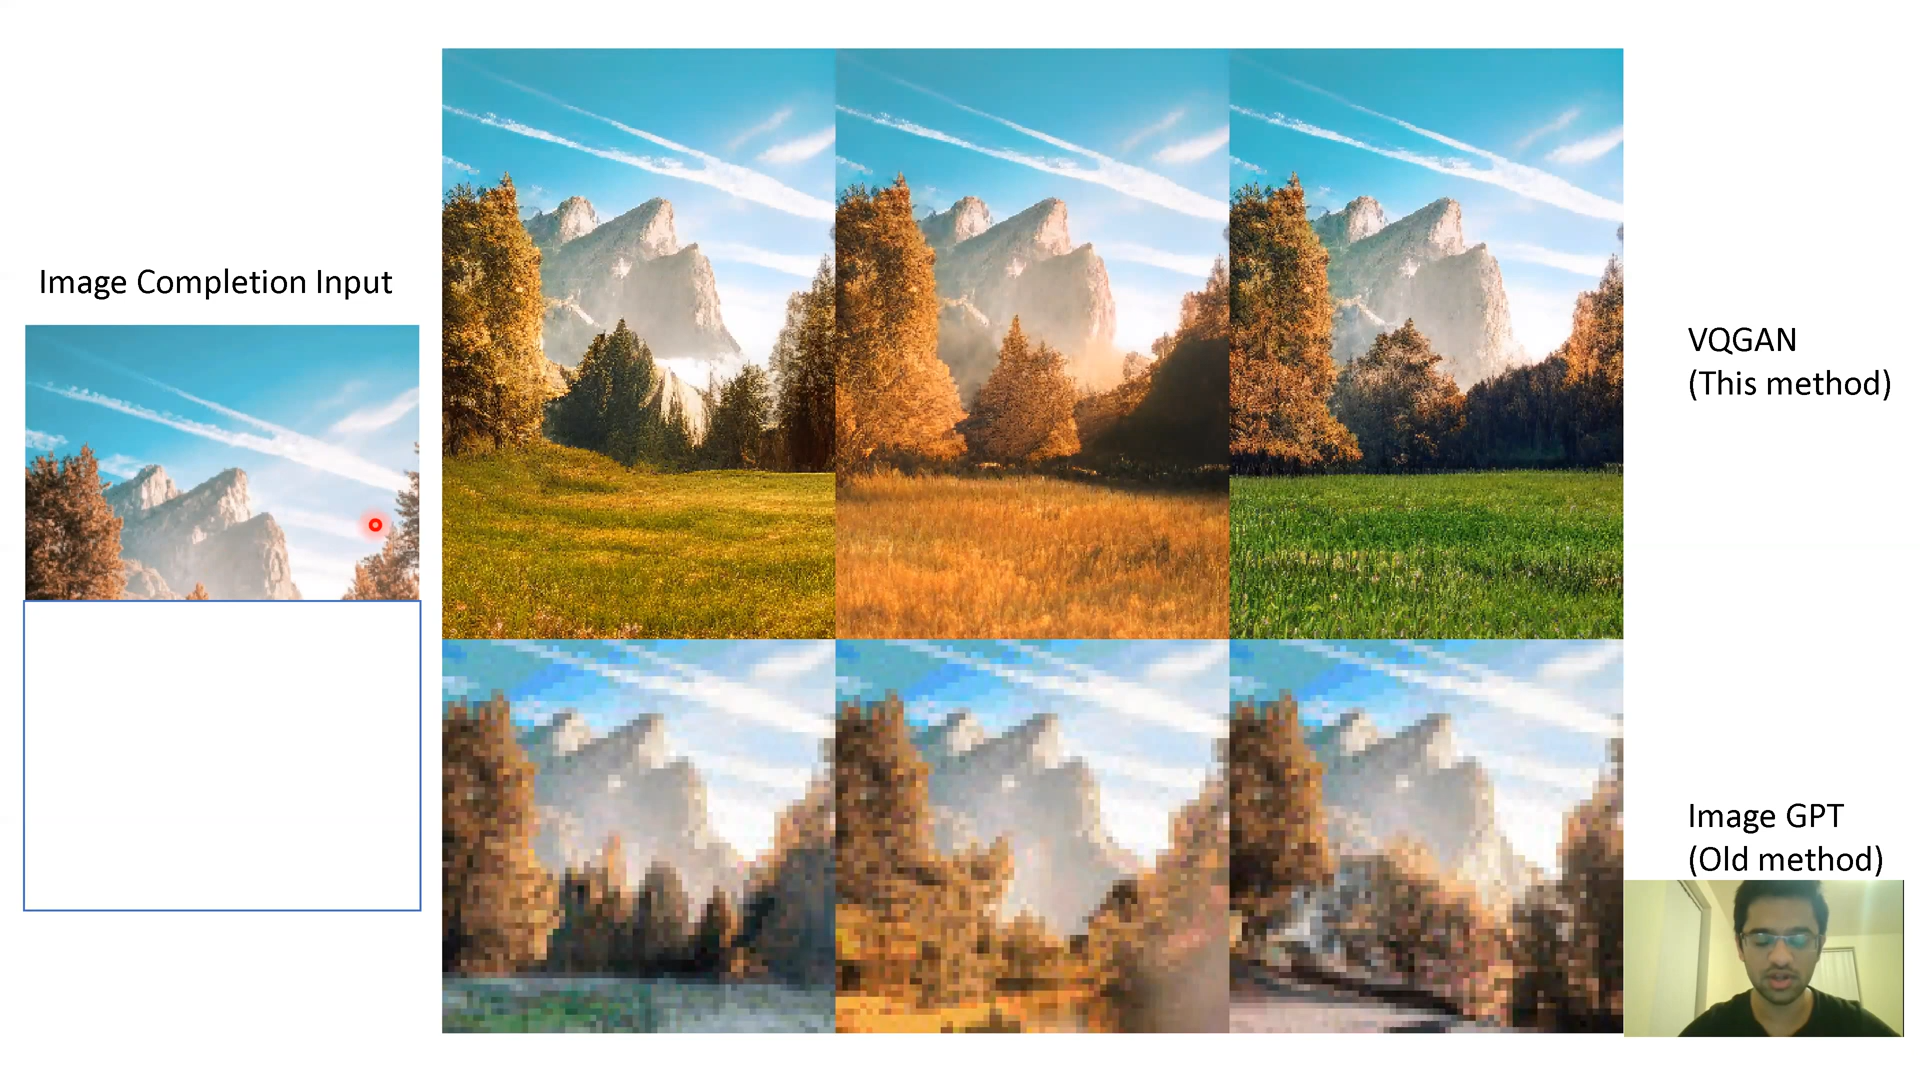 Image Completion Input
VQGAN
(This method)
Image GPT
(Old method)